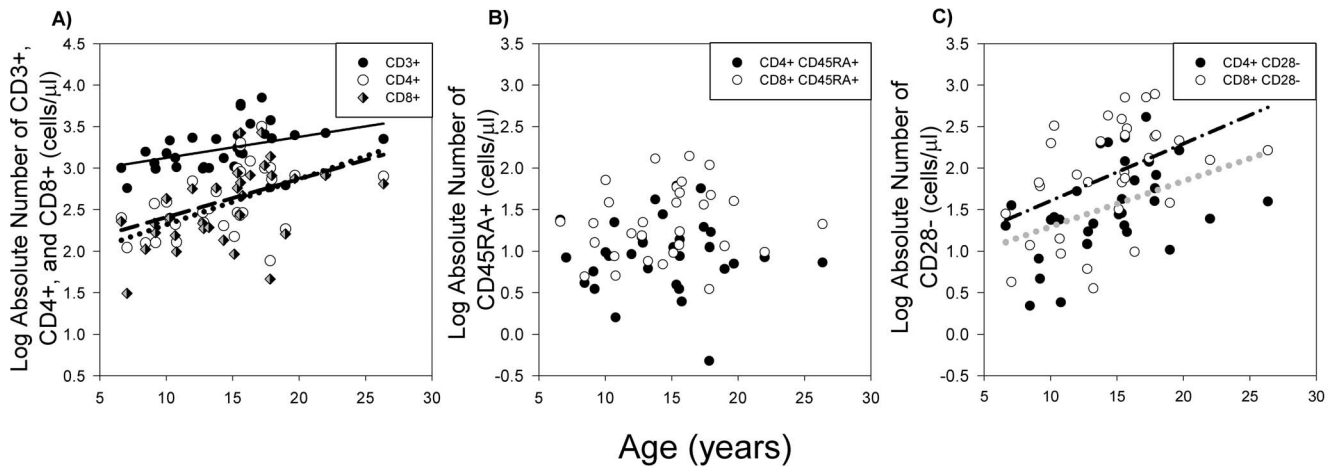 A)
Log Absolute Number of CD3+,
CD4+, and CD8+ (cells/μl)
4.5
4.0
3.5
3.0
2.5
2.0
1.5
1.0
0.5
CD3+
CD4+
CD8+
5 10 15 20 25 30
B)
Log Absolute Number of
CD45RA+ (cells/μl)
3.5
3.0
2.5
2.0
1.5
1.0
0.5
0.0
-0.5
CD4+ CD45RA+
CD8+ CD45RA+
5 10 15 20 25 30
C)
Log Absolute Number of
CD28- (cells/μl)
3.5
3.0
2.5
2.0
1.5
1.0
0.5
0.0
-0.5
CD4+ CD28-
CD8+ CD28-
5 10 15 20 25 30
Age (years)